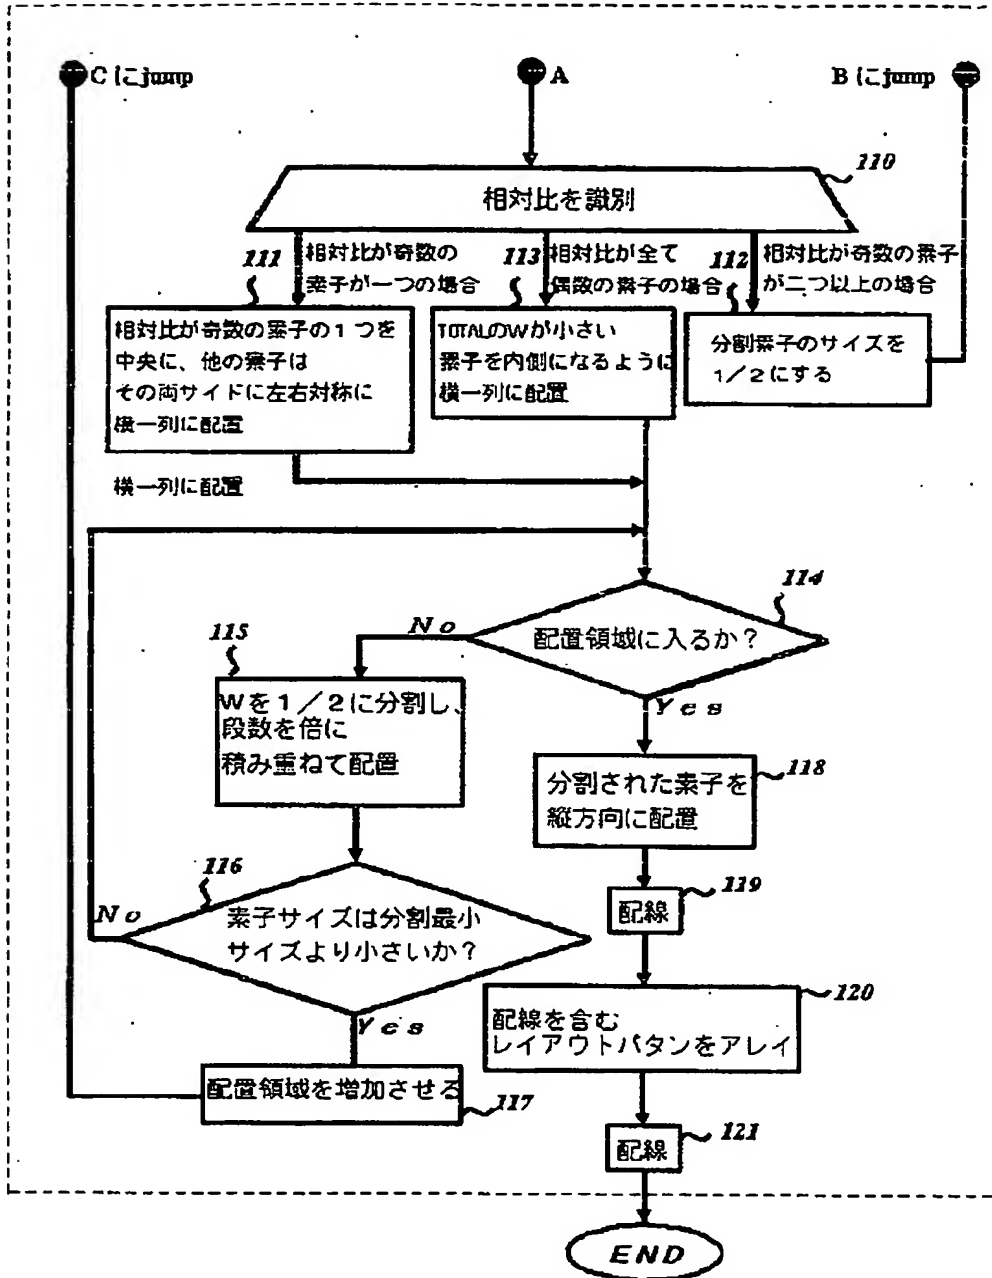 Cにjump
A
Bにjump
110
相対比を識別
111
相対比が奇数の
素子が一つの場合
113
相対比が全て
偶数の素子の場合
112
相対比が奇数の素子
が二つ以上の場合
相対比が奇数の素子の1つを
中央に、他の素子は
その両サイドに左右対称に
横一列に配置
TOTALのWが小さい
素子を内側になるように
横一列に配置
分割素子のサイズを
1/2にする
横一列に配置
114
配置領域に入るか?
No
Yes
115
Wを1/2に分割し、
段数を倍に
積み重ねて配置
118
分割された素子を
縦方向に配置
116
素子サイズは分割最小
サイズより小さいか?
No
Yes
119
配線
120
配線を含む
レイアウトパタンをアレイ
配置領域を増加させる
117
121
配線
END